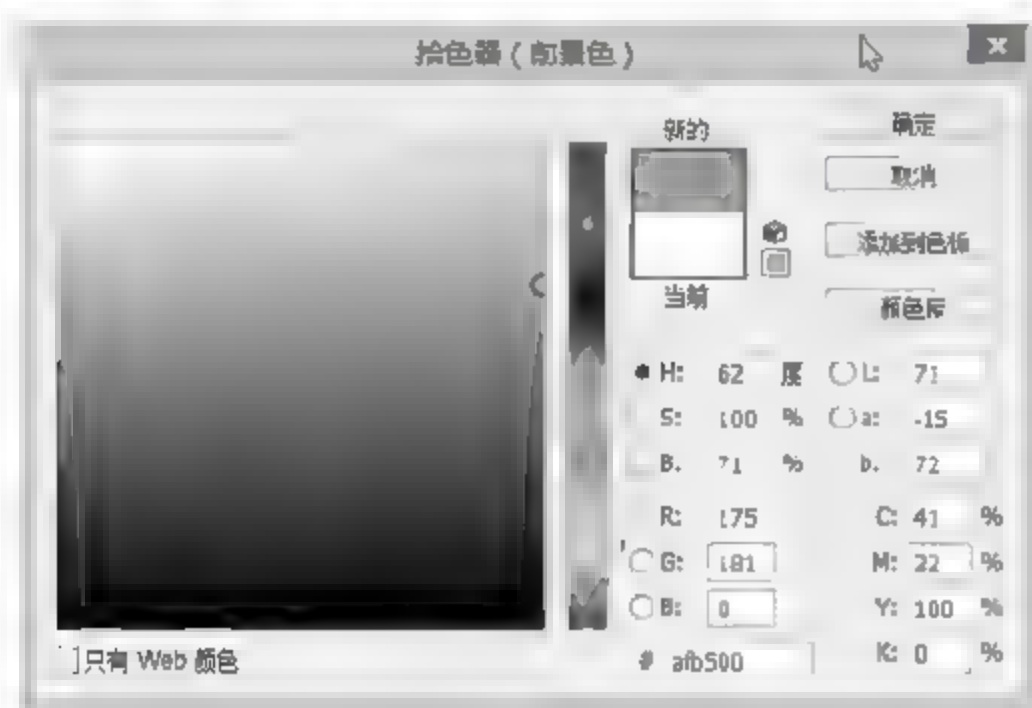 拾色器（前景色）
新的
确定
取消
添加到色板
当前
颜色库
H: 62 度
L: 71
S: 100 %
a: -15
B: 71 %
b: 72
R: 175
C: 41 %
G: 181
M: 22 %
B: 0
Y: 100 %
只有 Web 颜色
# afb500
K: 0 %